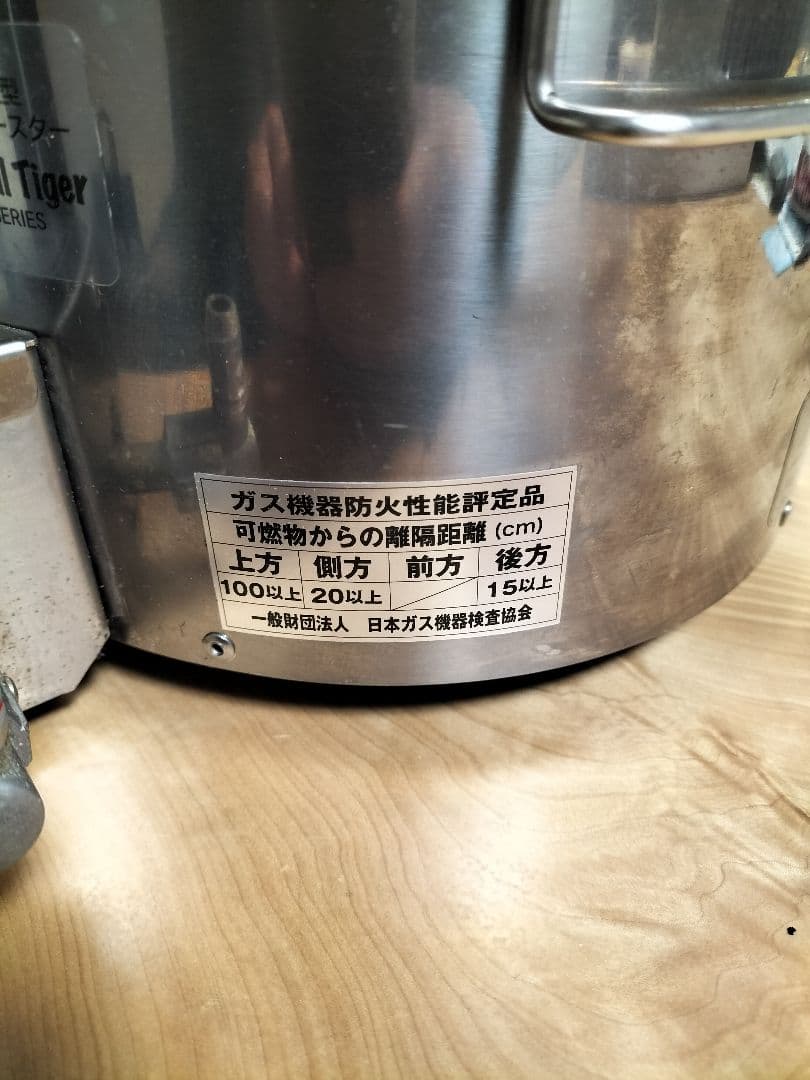 型
ースター
ll Tiger
SERIES
ガス機器防火性能評定品
可燃物からの離隔距離(cm)
上方 側方 前方 後方
100以上 20以上 15以上
一般財団法人 日本ガス機器検査協会